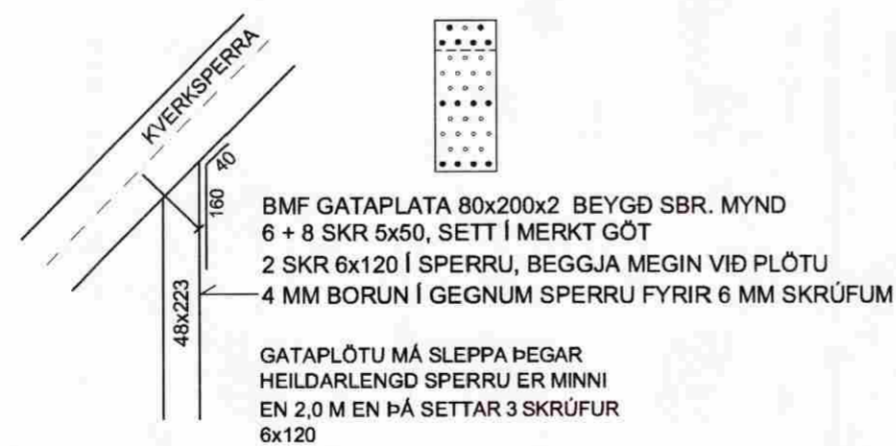 KVERKSPERRA
40
160
48x223
BMF GATAPLATA 80x200x2 BEYGÐ SBR. MYND
6 + 8 SKR 5x50, SETT Í MERKT GÖT
2 SKR 6x120 Í SPERRU, BEGGJA MEGIN VIÐ PLÖTU
4 MM BORUN Í GEGNUM SPERRU FYRIR 6 MM SKRÚFUM
GATAPLÖTU MÁ SLEPPA ÞEGAR
HEILDARLENGD SPERRU ER MINNI
EN 2,0 M EN ÞÁ SETTAR 3 SKRÚFUR
6x120